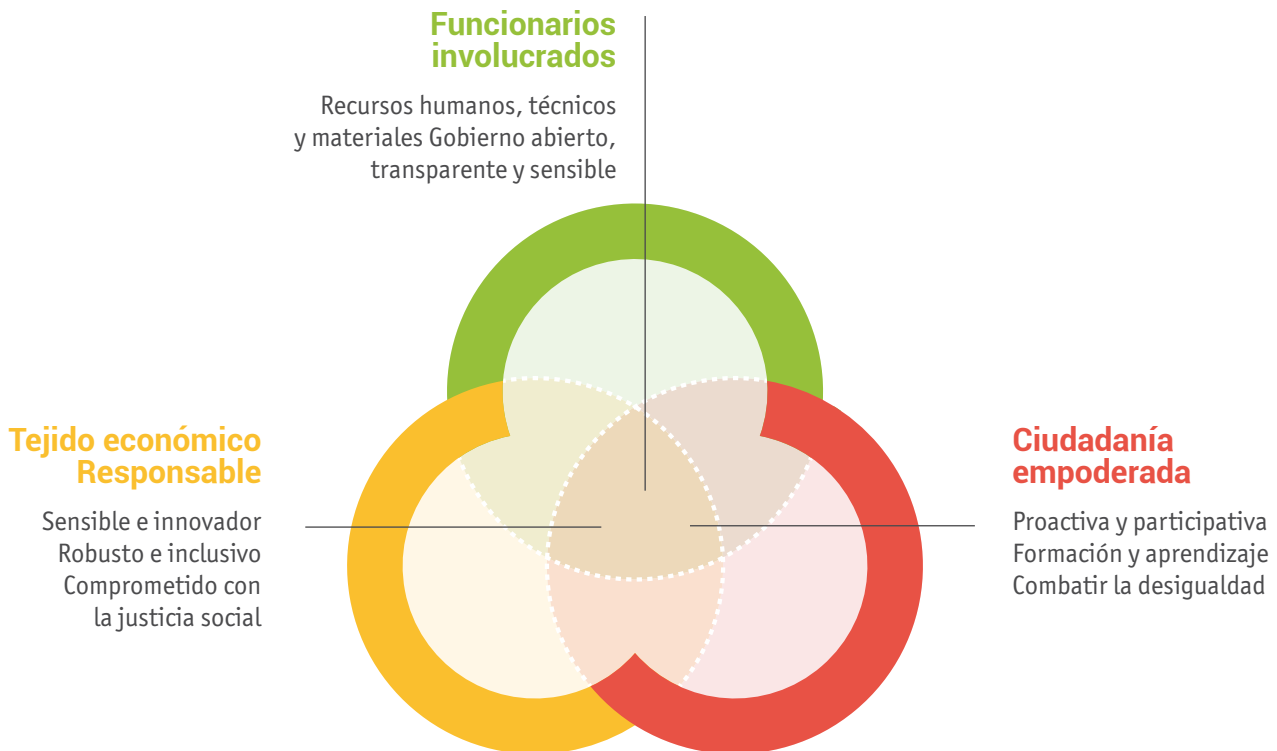 Funcionarios
involucrados
Recursos humanos, técnicos
y materiales Gobierno abierto,
transparente y sensible
Tejido económico
Responsable
Sensible e innovador
Robusto e inclusivo
Comprometido con
la justicia social
Ciudadanía
empoderada
Proactiva y participativa
Formación y aprendizaje
Combatir la desigualdad